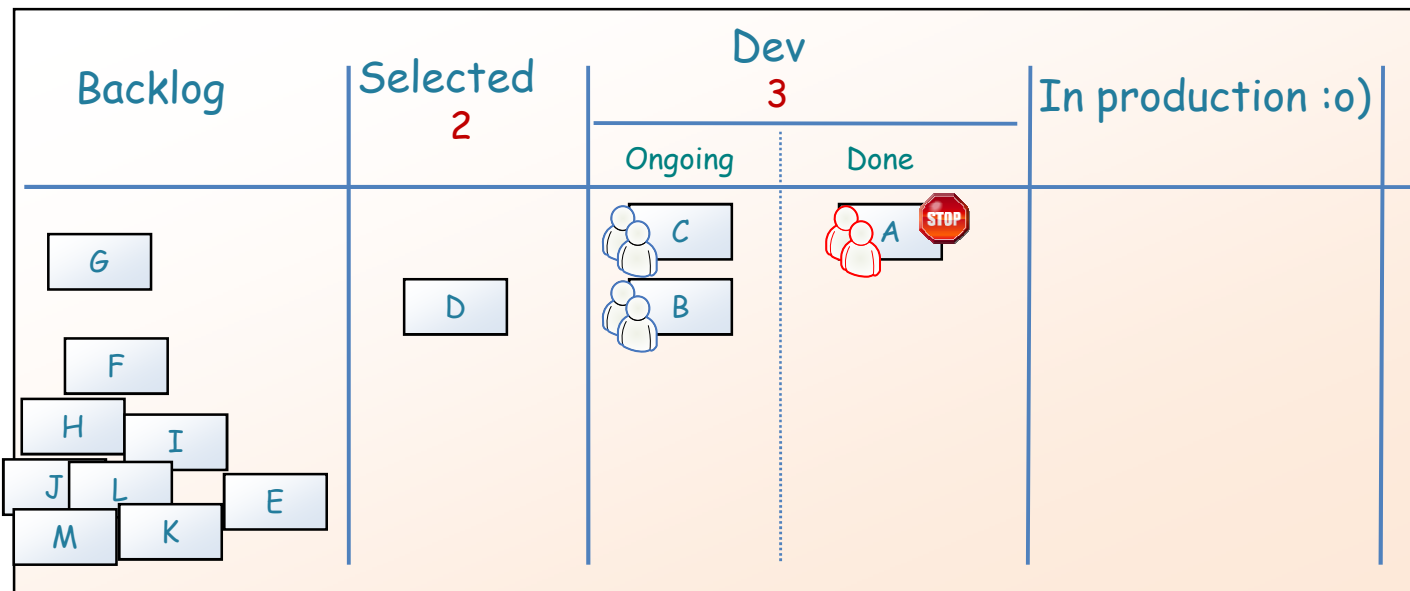 Backlog
Selected
2
Dev
3
In production :o)
Ongoing
Done
G
F
H
I
J
L
E
M
K
D
C
B
A
STOP